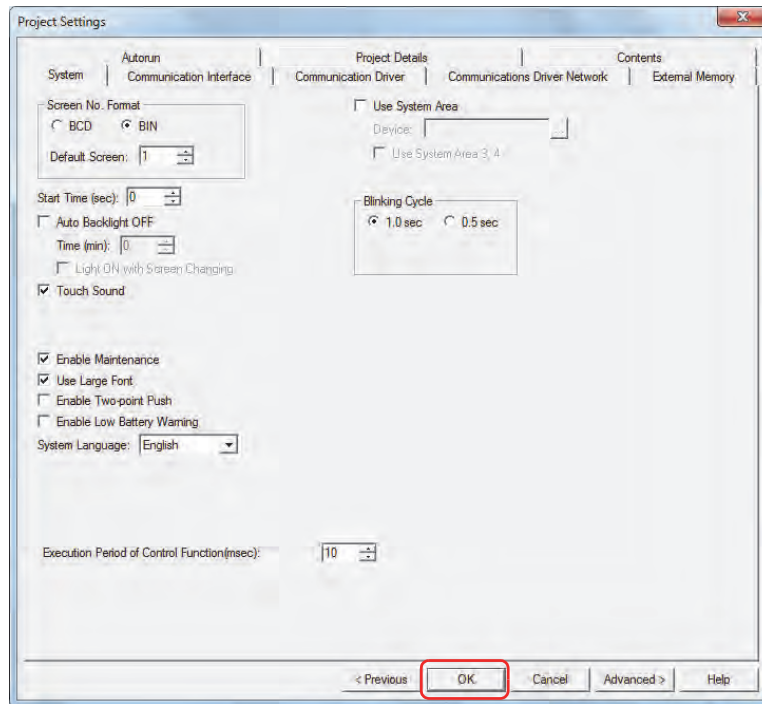 Project Settings
Autorun Project Details Contents
System Communication Interface Communication Driver Communications Driver Network External Memory
Screen No. Format
BCD BIN
Default Screen: 1
Start Time (sec): 0
Auto Backlight OFF
Time (min): 0
Light ON with Screen Changing
Touch Sound
Enable Maintenance
Use Large Font
Enable Two-point Push
Enable Low Battery Warning
System Language: English
Execution Period of Control Function(msec): 10
Use System Area
Device: ...
Use System Area 3, 4
Blinking Cycle
1.0 sec 0.5 sec
< Previous OK Cancel Advanced > Help